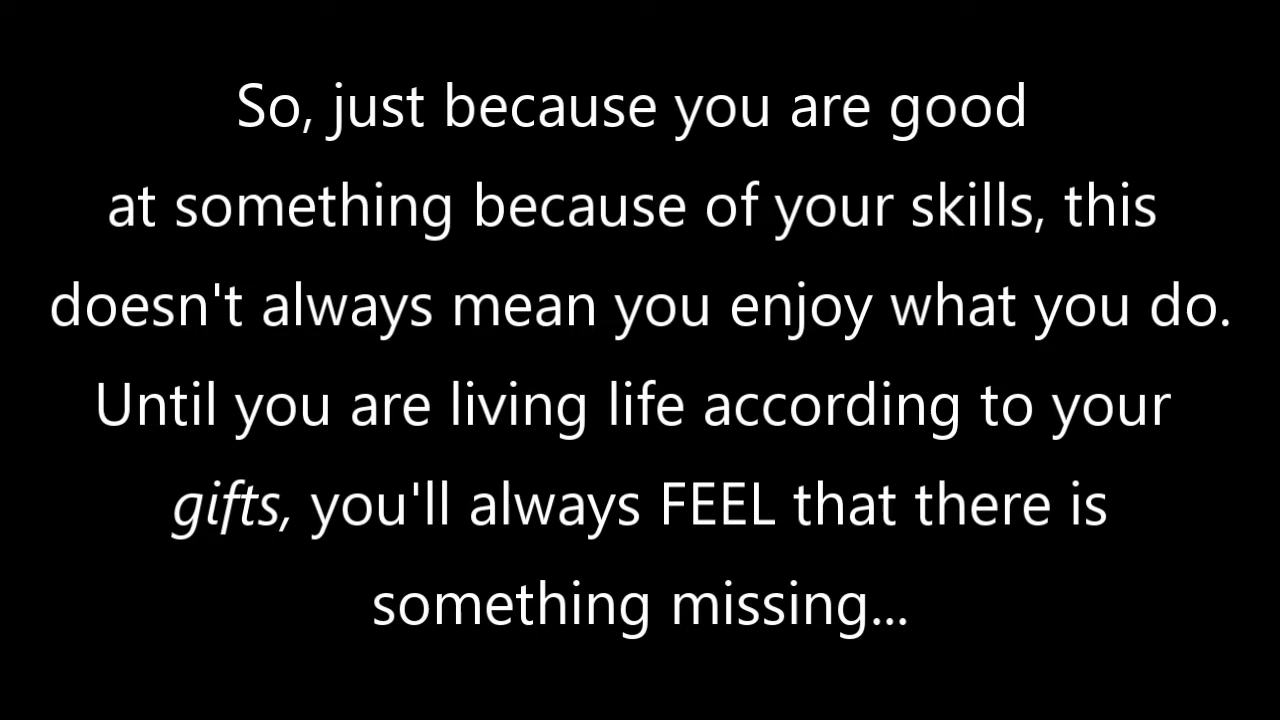 So, just because you are good
at something because of your skills, this
doesn't always mean you enjoy what you do.
Until you are living life according to your
gifts, you'll always FEEL that there is
something missing...